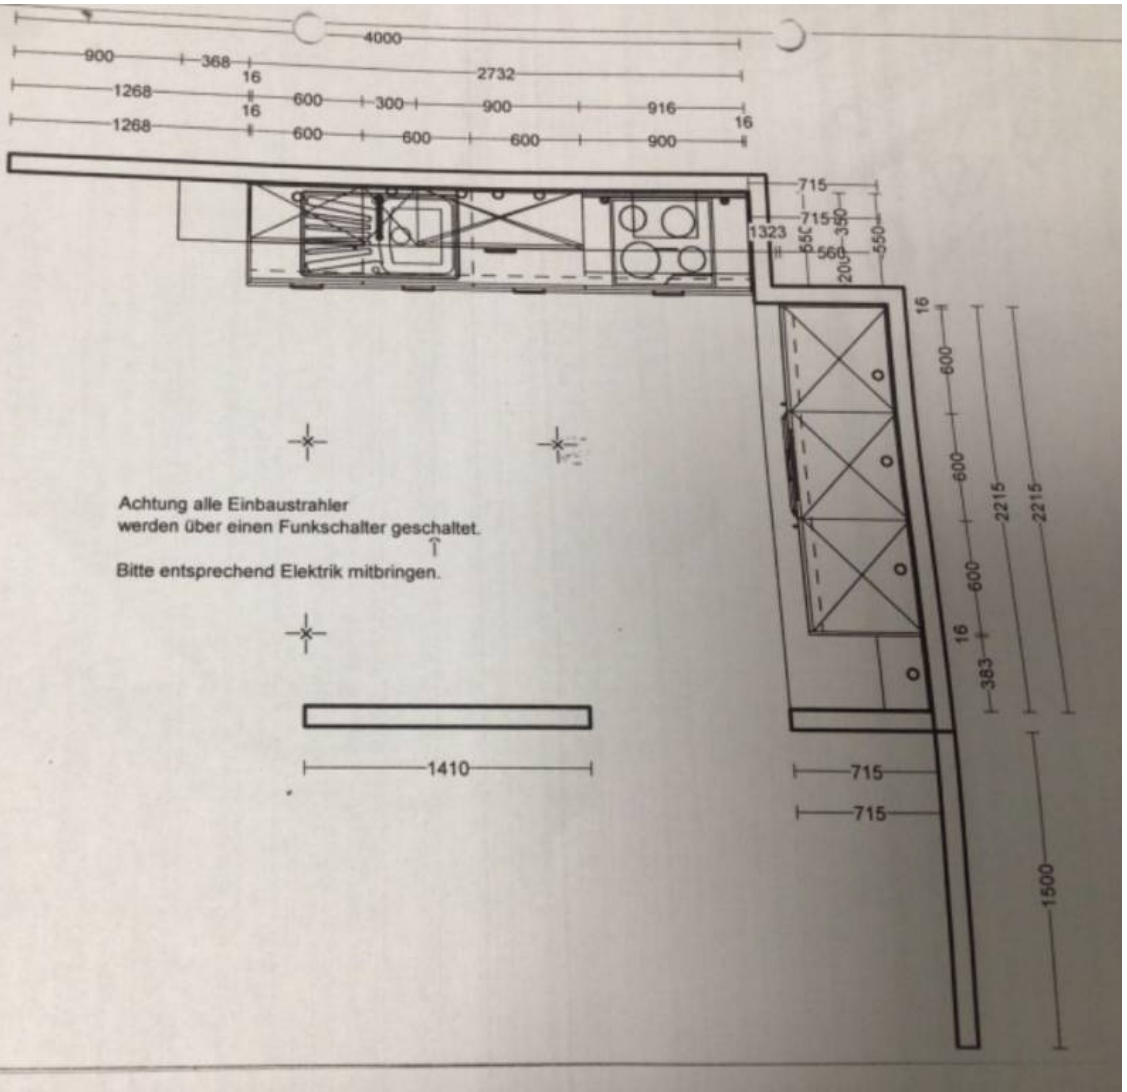 4000
900 368 2732
16
1268 600 300 900 916
16 16
1268 600 600 600 900
715
715
1323 650 350 550
560
200
16
600
600
2215 2215
600
16
383
Achtung alle Einbaustrahler
werden über einen Funkschalter geschaltet.
Bitte entsprechend Elektrik mitbringen.
1410
715
715
1500